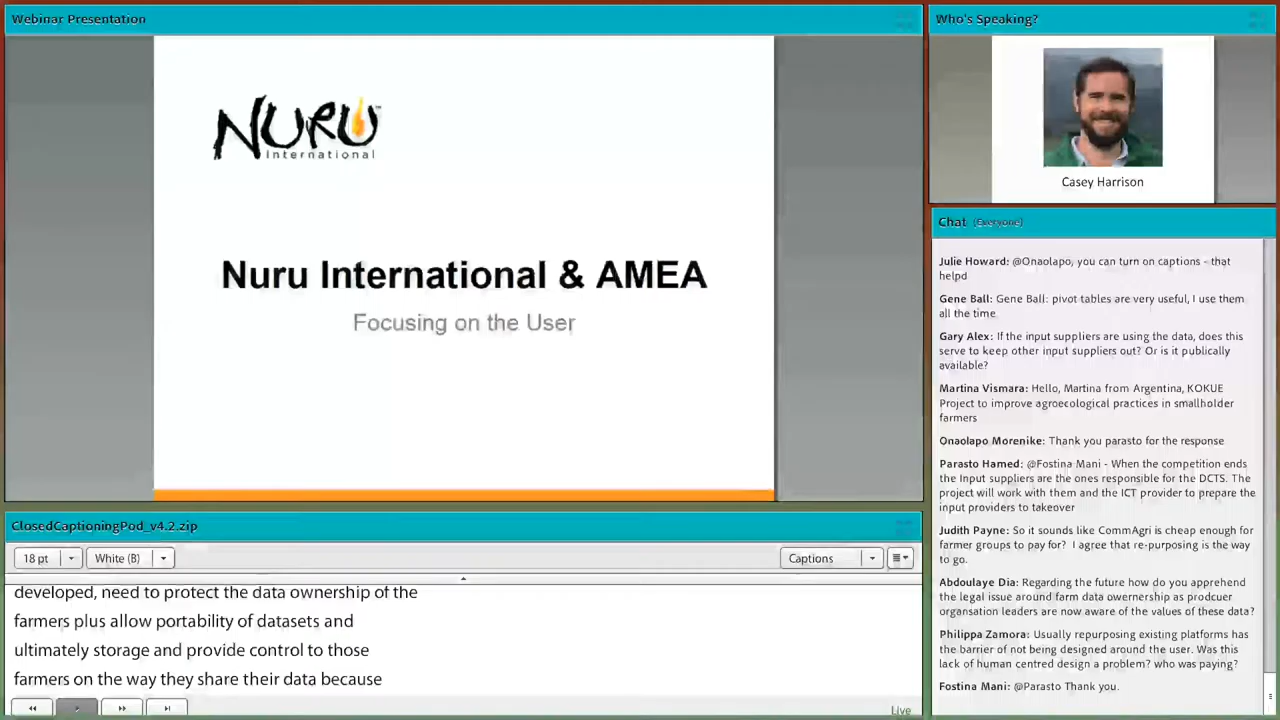 Webinar Presentation
NURU
International
Nuru International & AMEA
Focusing on the User
Who's Speaking?
Casey Harrison
Chat (Everyone)
Julie Howard: @Onaolapo, you can turn on captions - that
helpd
Gene Ball: Gene Ball: pivot tables are very useful, I use them
all the time
Gary Alex: If the input suppliers are using the data, does this
serve to keep other input suppliers out? Or is it publically
available?
Martina Vismara: Hello, Martina from Argentina, KOKUE
Project to improve agroecological practices in smallholder
farmers
Onaolapo Morenike: Thank you parasto for the response
Parasto Hamed: @Fostina Mani - When the competition ends
the Input suppliers are the ones responsible for the DCTS. The
project will work with them and the ICT provider to prepare the
input providers to takeover
Judith Payne: So it sounds like CommAgri is cheap enough for
farmer groups to pay for? I agree that re-purposing is the way
to go.
Abdoulaye Dia: Regarding the future how do you apprehend
the legal issue around farm data owernership as prodcuer
organsation leaders are now aware of the values of these data?
Philippa Zamora: Usually repurposing existing platforms has
the barrier of not being designed around the user. Was this
lack of human centred design a problem? who was paying?
Fostina Mani: @Parasto Thank you.
ClosedCaptioningPod_v4.2.zip
18 pt
White (B)
Captions
developed, need to protect the data ownership of the
farmers plus allow portability of datasets and
ultimately storage and provide control to those
farmers on the way they share their data because
Live